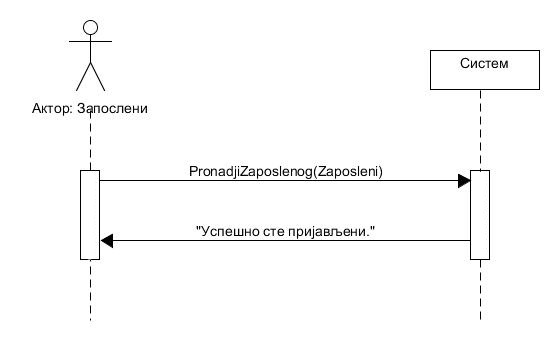 Систем
Актор: Запослени
PronadjiZaposlenog(Zaposleni)
"Успешно сте пријављени."